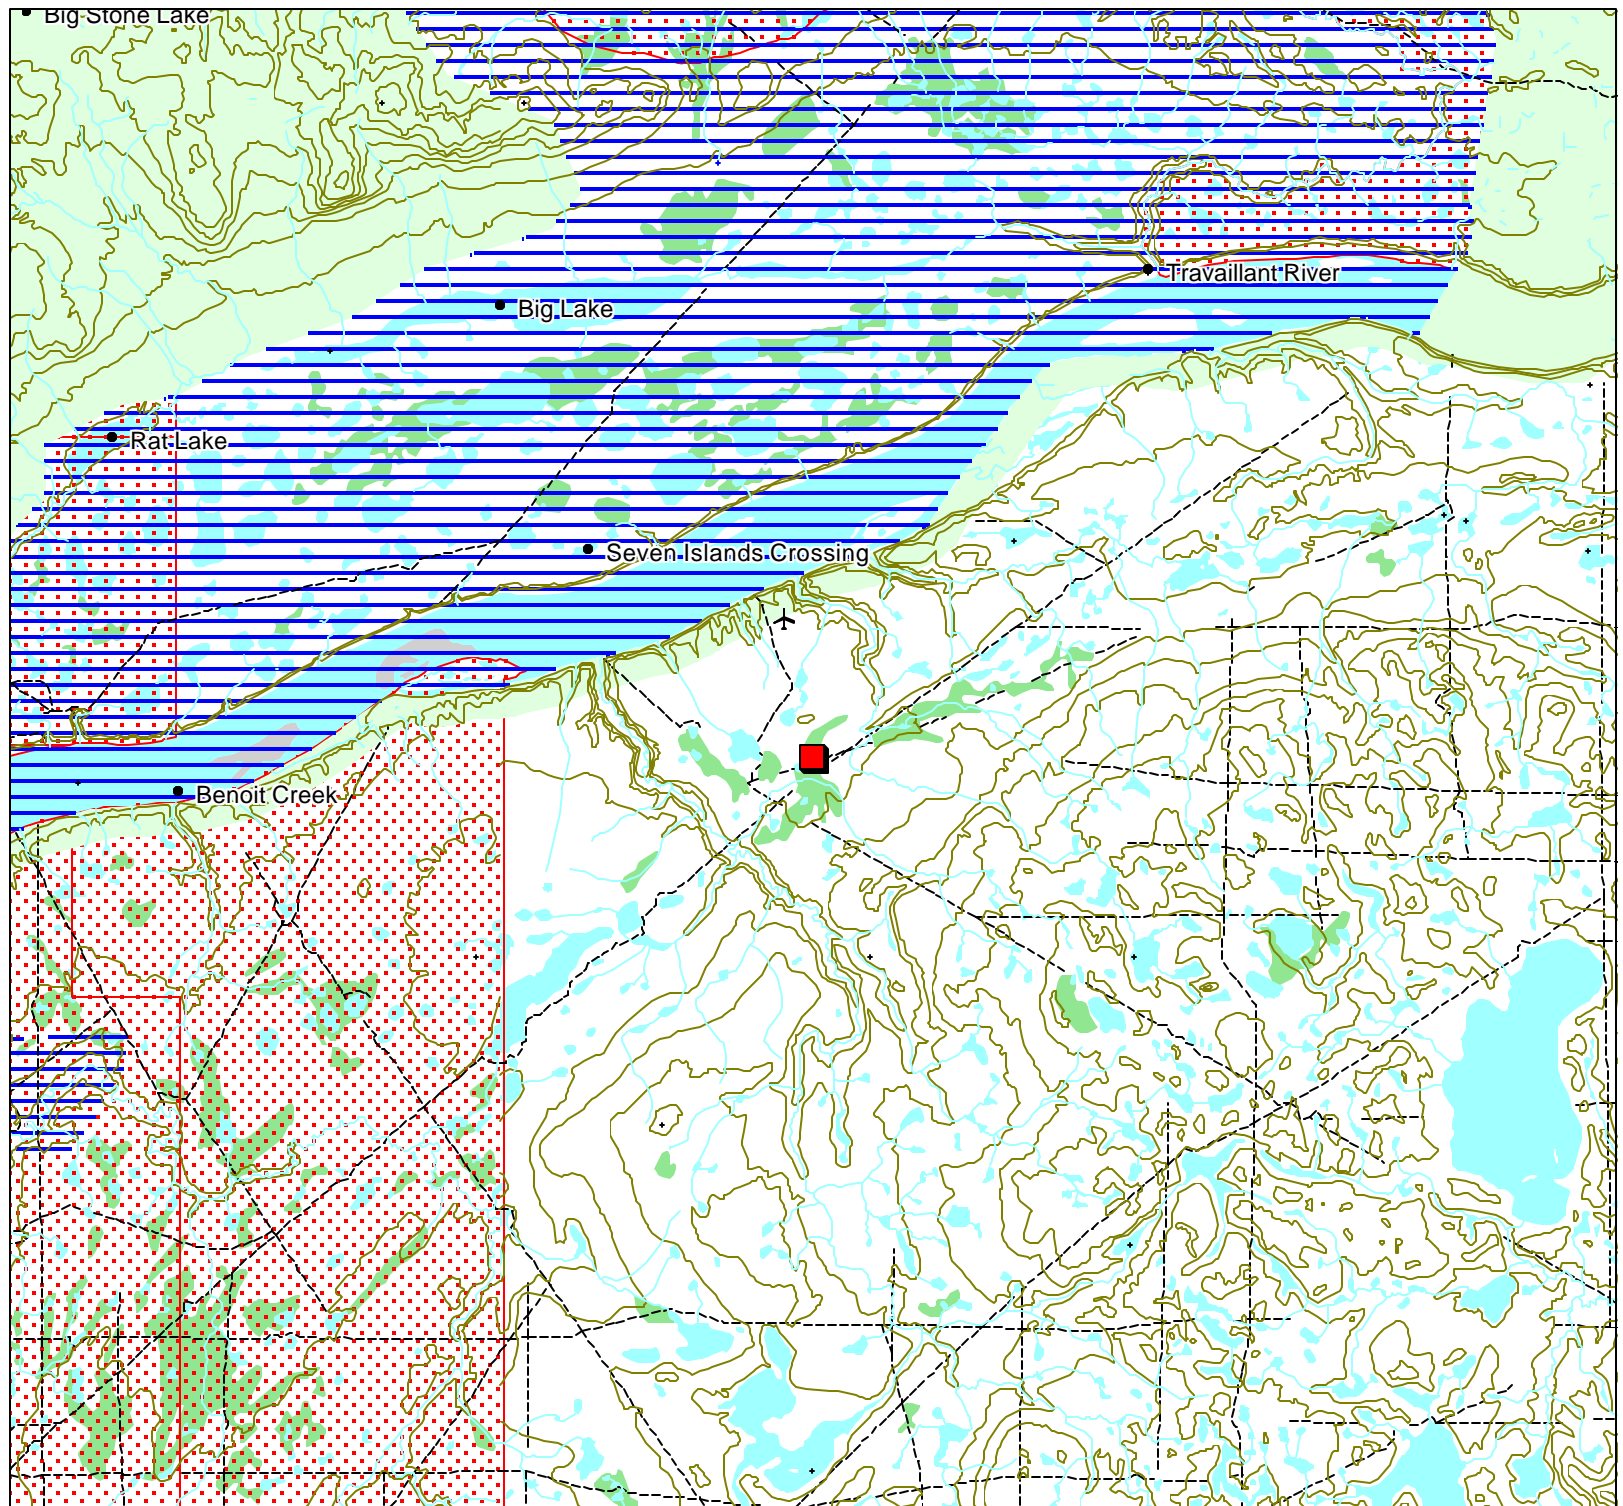 Big Stone Lake
Travaillant River
Big Lake
Rat Lake
Seven Islands Crossing
Benoit Creek